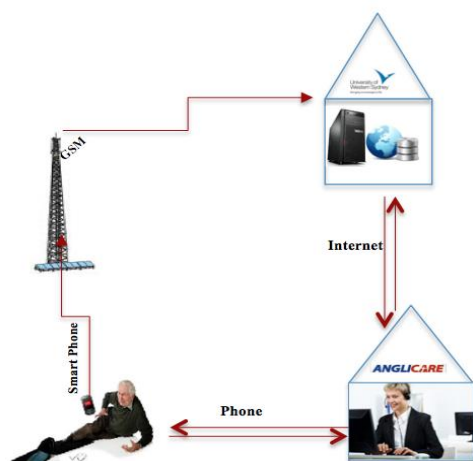 University of
Western Sydney
GSM
Internet
ANGLICARE
Smart Phone
Phone